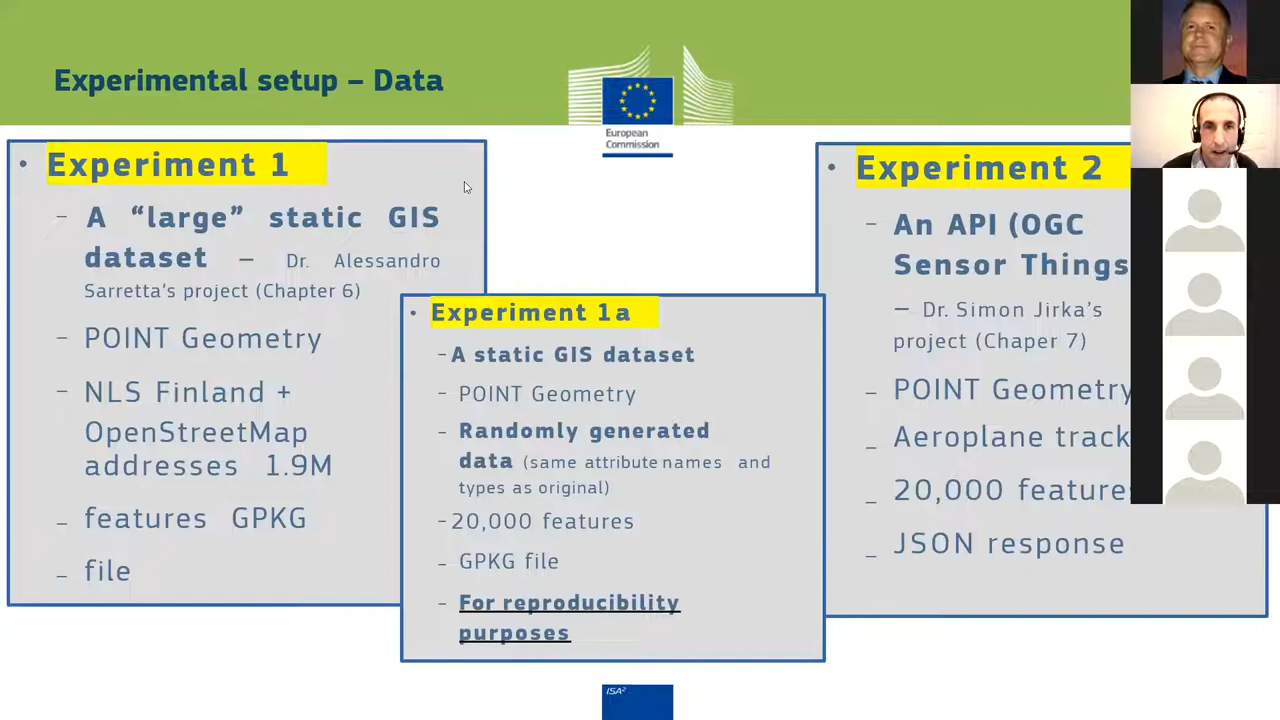 Experimental setup – Data
European
Commission
• Experiment 1
– A “large” static GIS
dataset – Dr. Alessandro
Sarretta's project (Chapter 6)
– POINT Geometry
– NLS Finland +
OpenStreetMap
addresses 1.9M
– features GPKG
– file
• Experiment 1a
– A static GIS dataset
– POINT Geometry
– Randomly generated
data (same attribute names and
types as original)
– 20,000 features
– GPKG file
– For reproducibility
purposes
• Experiment 2
– An API (OGC
Sensor Things
– Dr. Simon Jirka's
project (Chaper 7)
– POINT Geometry
– Aeroplane track
– 20,000 feature
– JSON response
ISA²